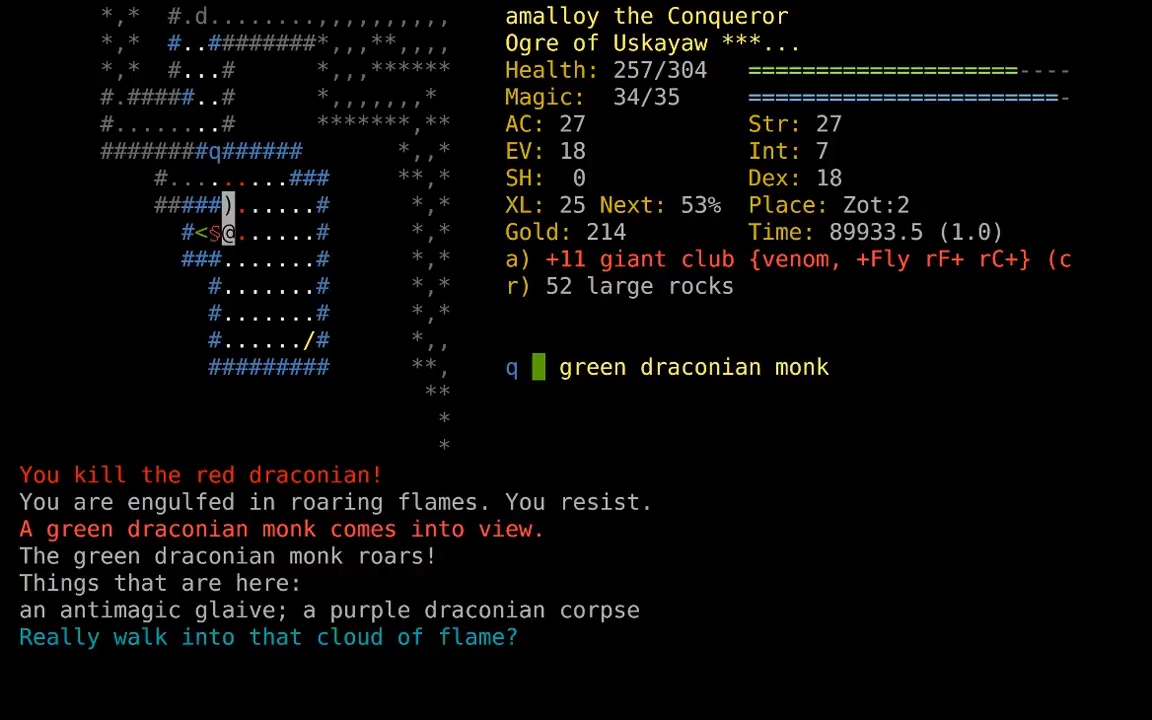 *,* #.d........,,,,,,,,,, amalloy the Conqueror
*,* #..#######*,,,**,,,, Ogre of Uskayaw ***...
*,* #...# *,,,****** Health: 257/304 ====================----
#.#####..# *,,,,,,,* Magic: 34/35 =======================-
#........# *******,** AC: 27 Str: 27
#######q###### *,,* EV: 18 Int: 7
#.........### **,* SH: 0 Dex: 18
#####)......# *,* XL: 25 Next: 53% Place: Zot:2
#<§@......# *,* Gold: 214 Time: 89933.5 (1.0)
###.......# *,* a) +11 giant club {venom, +Fly rF+ rC+} (c
#.......# *,* r) 52 large rocks
#.......# *,*
#....../# *,,
######### **, q green draconian monk
**
*
*
You kill the red draconian!
You are engulfed in roaring flames. You resist.
A green draconian monk comes into view.
The green draconian monk roars!
Things that are here:
an antimagic glaive; a purple draconian corpse
Really walk into that cloud of flame?